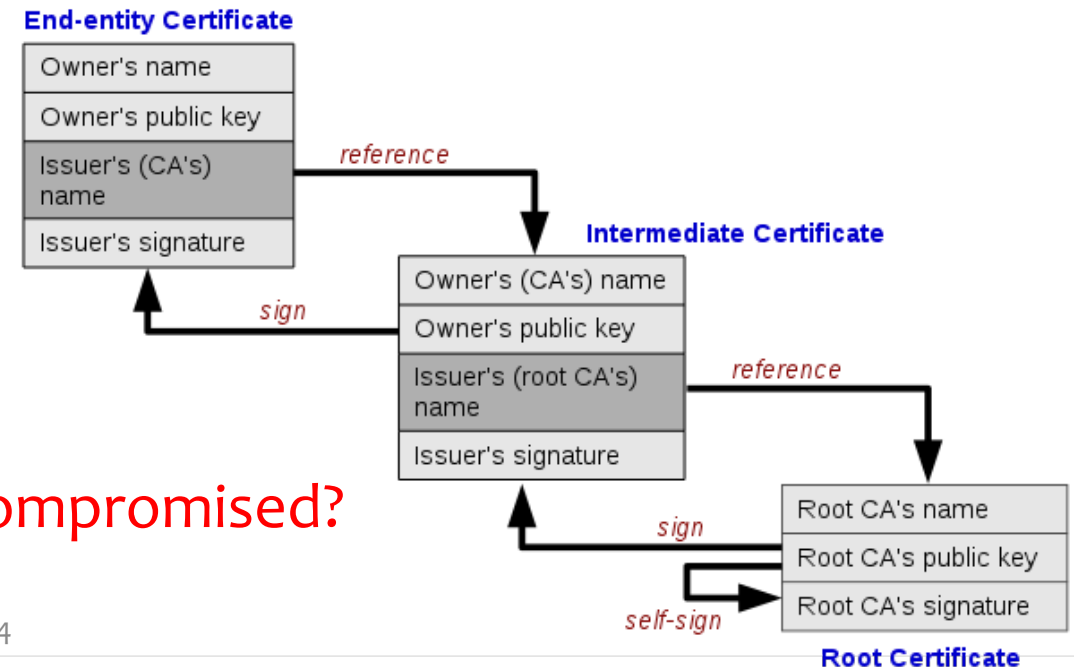 End-entity Certificate
Owner's name
Owner's public key
Issuer's (CA's)
name
Issuer's signature
reference
sign
Intermediate Certificate
Owner's (CA's) name
Owner's public key
Issuer's (root CA's)
name
Issuer's signature
reference
sign
ompromised?
Root CA's name
Root CA's public key
Root CA's signature
self-sign
4
Root Certificate